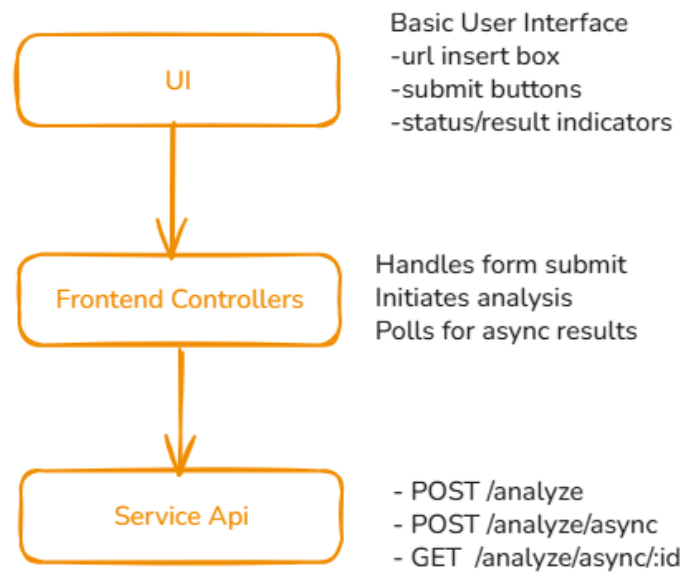 UI
Basic User Interface
-url insert box
-submit buttons
-status/result indicators
Frontend Controllers
Handles form submit
Initiates analysis
Polls for async results
Service Api
- POST /analyze
- POST /analyze/async
- GET /analyze/async/:id